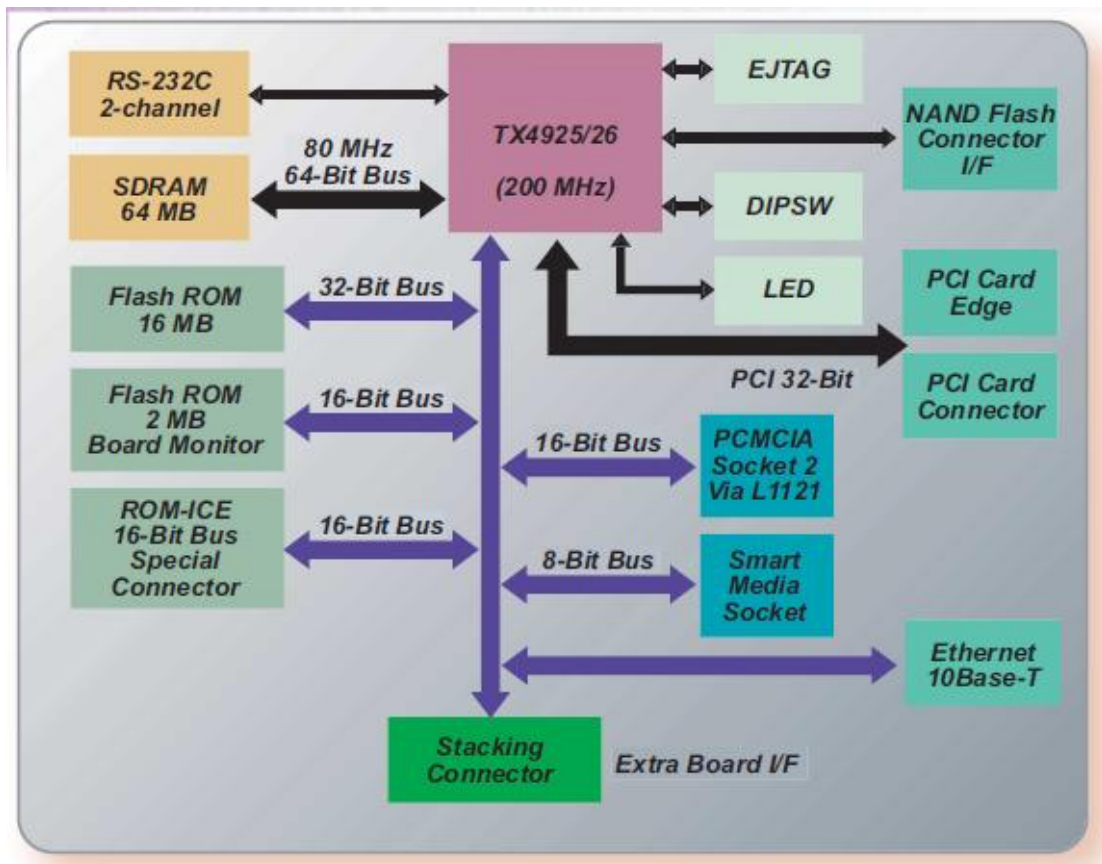 RS-232C
2-channel
80 MHz
64-Bit Bus
SDRAM
64 MB
TX4925/26
(200 MHz)
EJTAG
NAND Flash
Connector
I/F
DIPSW
LED
PCI Card
Edge
PCI 32-Bit
PCI Card
Connector
Flash ROM
16 MB
32-Bit Bus
Flash ROM
2 MB
Board Monitor
16-Bit Bus
ROM-ICE
16-Bit Bus
Special
Connector
16-Bit Bus
16-Bit Bus
PCMCIA
Socket 2
Via L1121
8-Bit Bus
Smart
Media
Socket
Ethernet
10Base-T
Stacking
Connector
Extra Board I/F